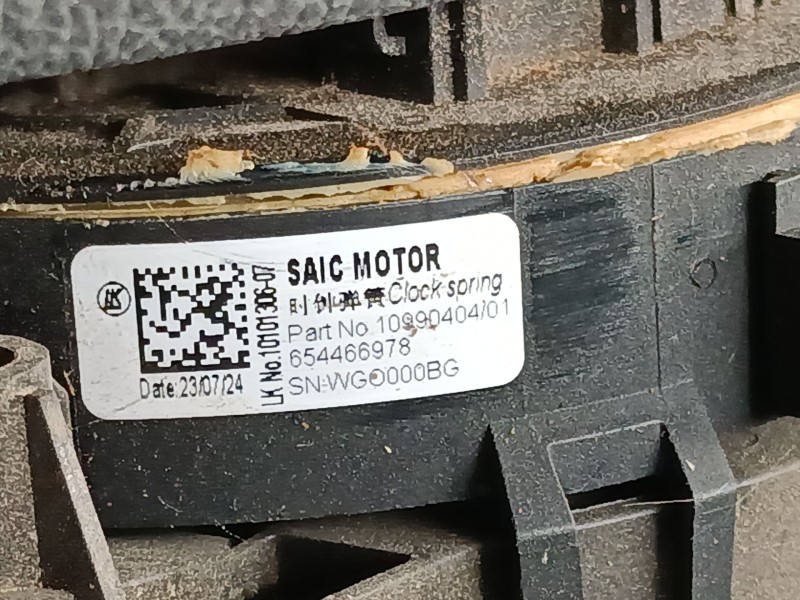 LK
SAIC MOTOR
时钟弹簧Clock spring
Part No 10990404/01
654466978
SN:WGO000BG
Date:23/07/24
LK No.10101306-07